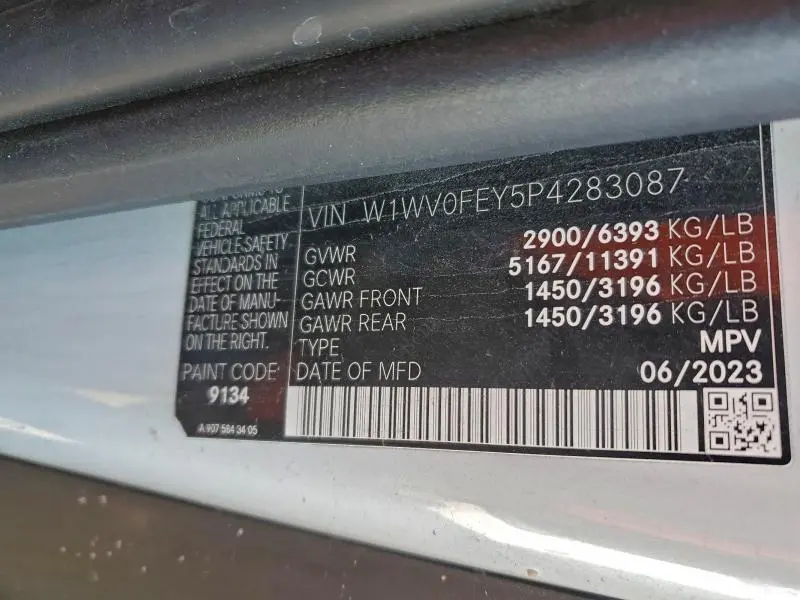 ALL APPLICABLE
FEDERAL
VEHICLE SAFETY
STANDARDS IN
EFFECT ON THE
DATE OF MANU-
FACTURE SHOWN
ON THE RIGHT.
PAINT CODE
9134
A 907 584 34 05
VIN W1WV0FEY5P4283087
GVWR 2900/6393 KG/LB
GCWR 5167/11391 KG/LB
GAWR FRONT 1450/3196 KG/LB
GAWR REAR 1450/3196 KG/LB
TYPE MPV
DATE OF MFD 06/2023